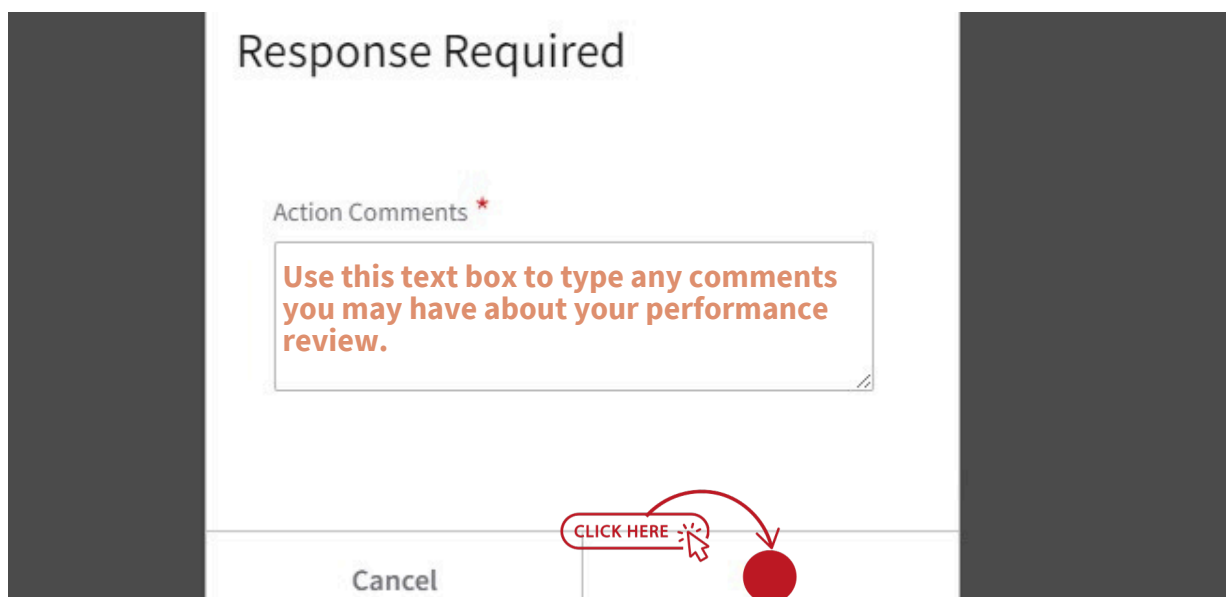 Response Required
Action Comments *
Use this text box to type any comments
you may have about your performance
review.
CLICK HERE
Cancel